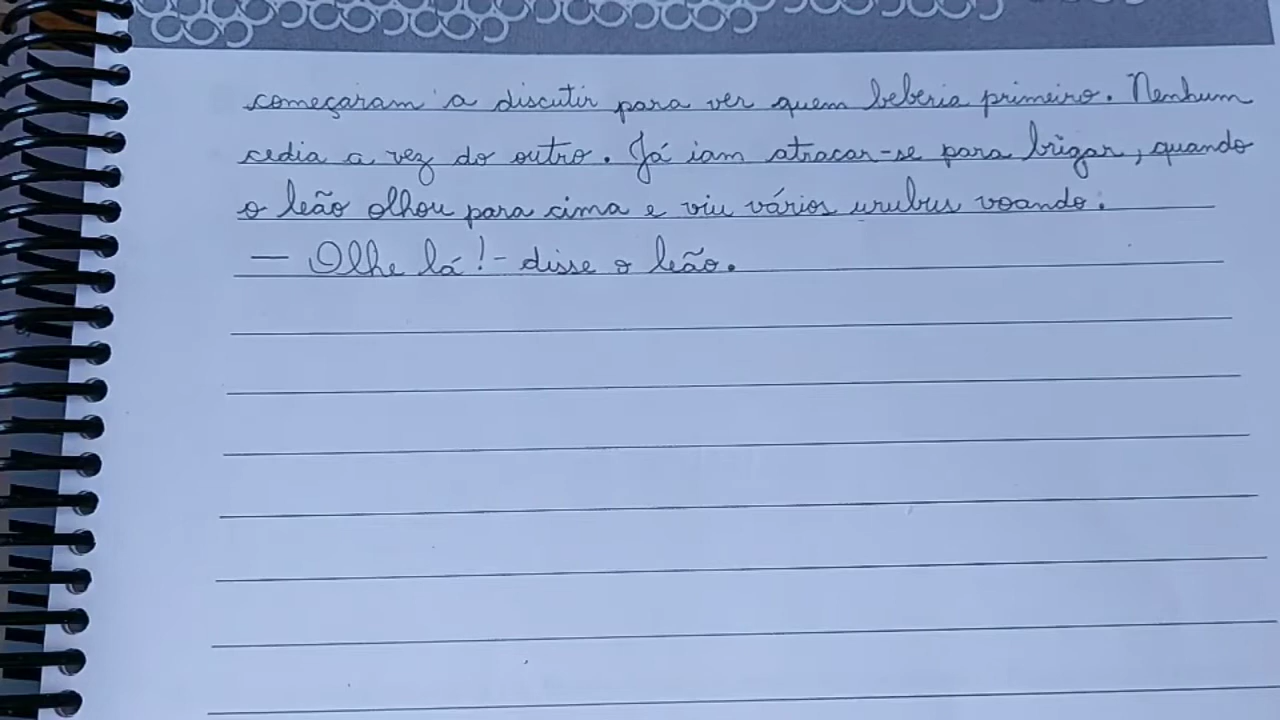 começaram a discutir para ver quem beberia primeiro. Nenhum
cedia a vez do outro. Já iam atracar-se para brigar, quando
o leão olhou para cima e viu vários urubus voando.
— Olhe lá! - disse o leão.